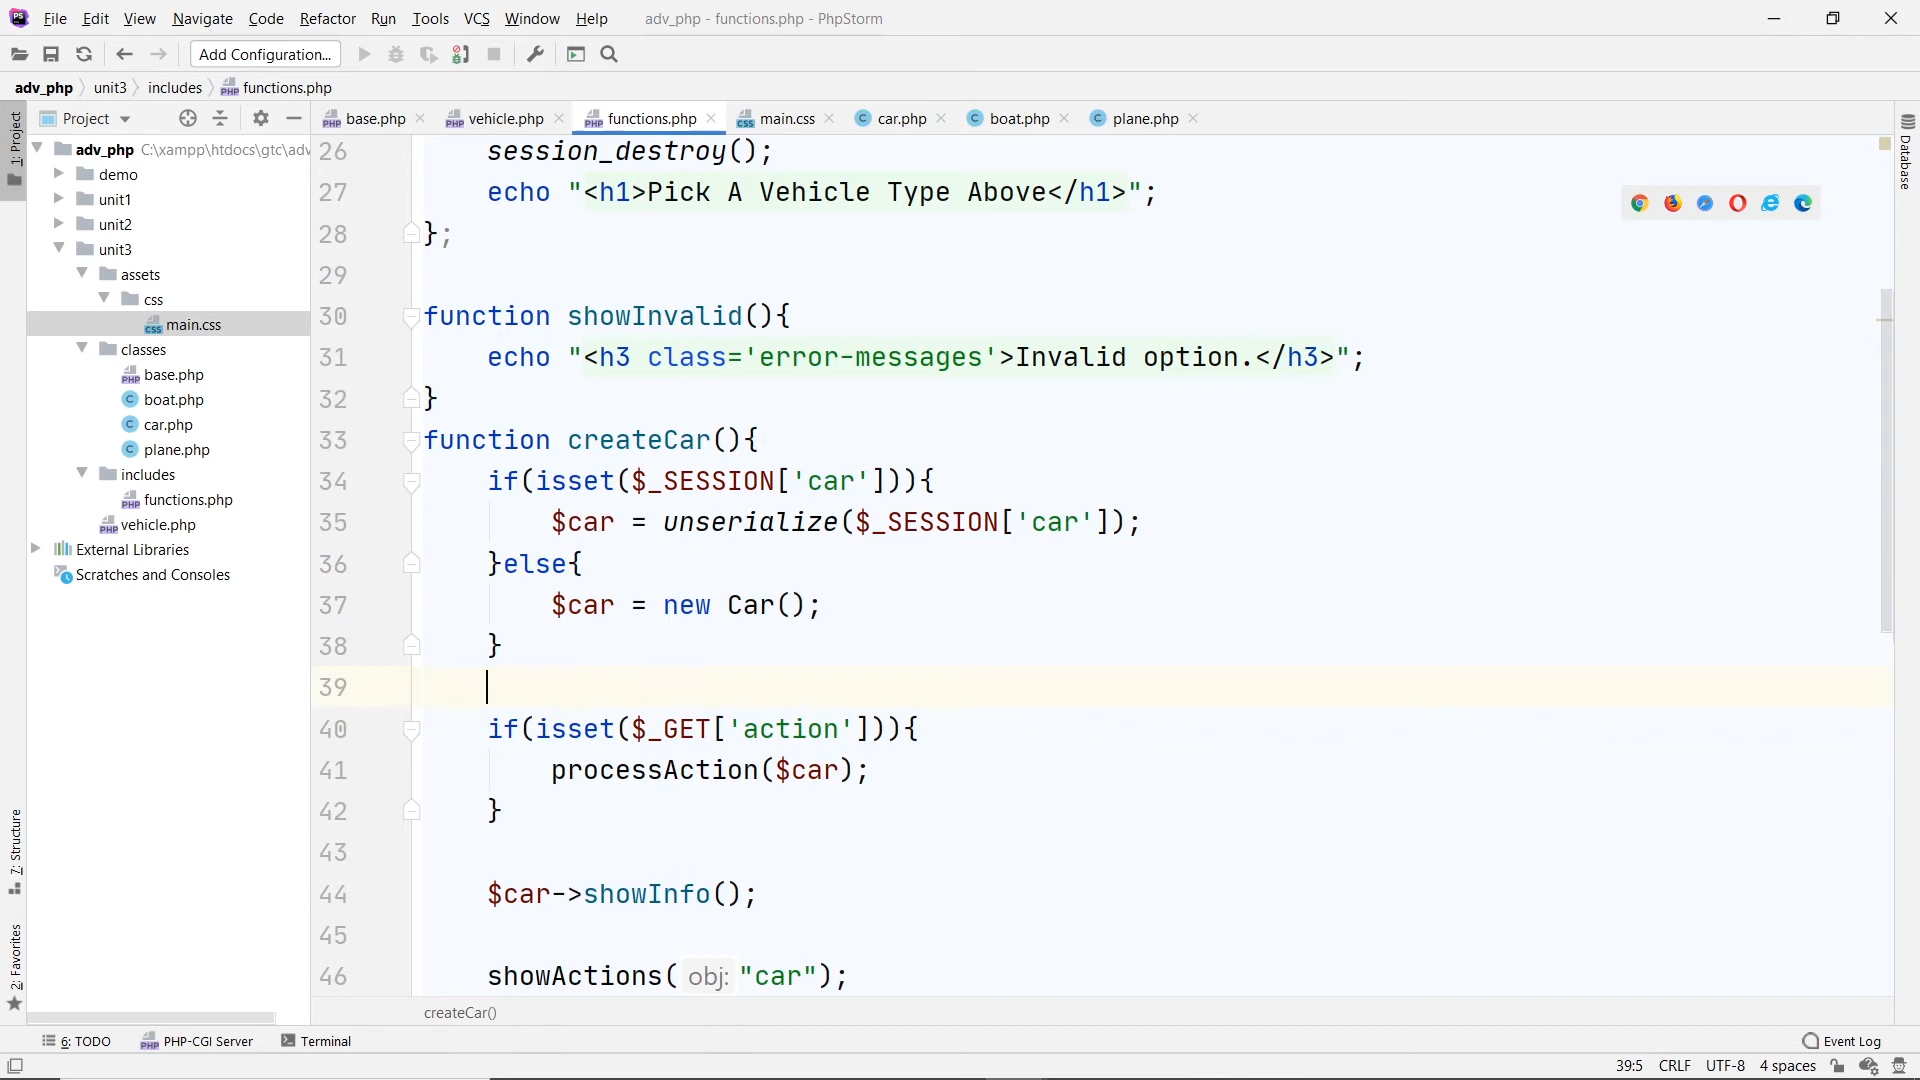 File Edit View Navigate Code Refactor Run Tools VCS Window Help adv_php - functions.php - PhpStorm
Add Configuration...
adv_php unit3 includes functions.php
1: Project
Project
base.php
vehicle.php
functions.php
main.css
car.php
boat.php
plane.php
Database
adv_php C:\xampp\htdocs\gtc\adv
demo
unit1
unit2
unit3
assets
css
main.css
classes
base.php
boat.php
car.php
plane.php
includes
functions.php
vehicle.php
External Libraries
Scratches and Consoles
7: Structure
2: Favorites
26 session_destroy();
27 echo "<h1>Pick A Vehicle Type Above</h1>";
28 };
29
30 function showInvalid(){
31 echo "<h3 class='error-messages'>Invalid option.</h3>";
32 }
33 function createCar(){
34 if(isset($_SESSION['car'])){
35 $car = unserialize($_SESSION['car']);
36 }else{
37 $car = new Car();
38 }
39
40 if(isset($_GET['action'])){
41 processAction($car);
42 }
43
44 $car->showInfo();
45
46 showActions( obj: "car");
createCar()
6: TODO PHP-CGI Server Terminal Event Log
39:5 CRLF UTF-8 4 spaces